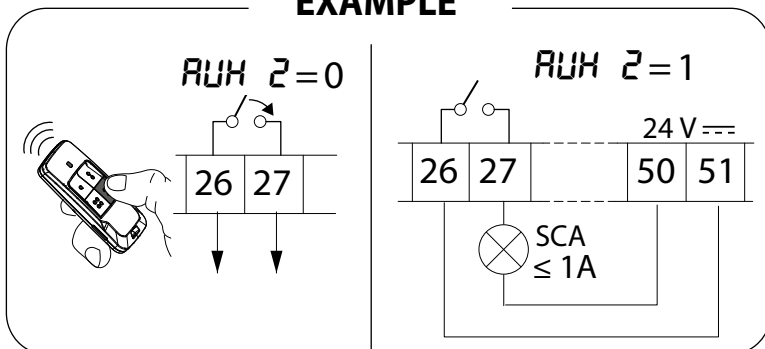 EXAMPLE
AUX 2=0
26 27
AUX 2=1
24 V
26 27 50 51
SCA
≤ 1A